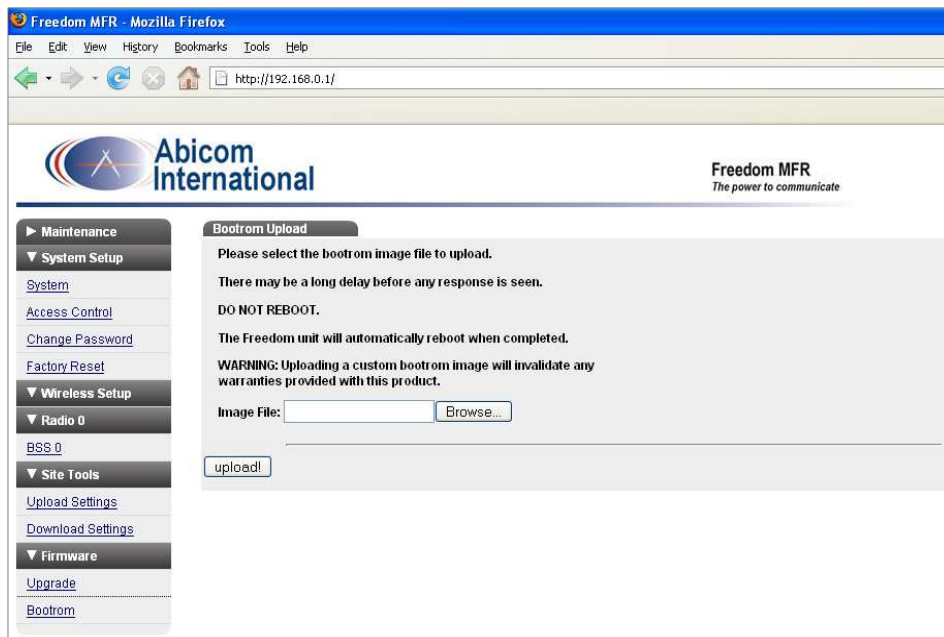 Freedom MFR - Mozilla Firefox
File Edit View History Bookmarks Tools Help
http://192.168.0.1/
Abicom
International
Freedom MFR
The power to communicate
Maintenance
System Setup
System
Access Control
Change Password
Factory Reset
Wireless Setup
Radio 0
BSS 0
Site Tools
Upload Settings
Download Settings
Firmware
Upgrade
Bootrom
Bootrom Upload
Please select the bootrom image file to upload.
There may be a long delay before any response is seen.
DO NOT REBOOT.
The Freedom unit will automatically reboot when completed.
WARNING: Uploading a custom bootrom image will invalidate any
warranties provided with this product.
Image File: Browse...
upload!